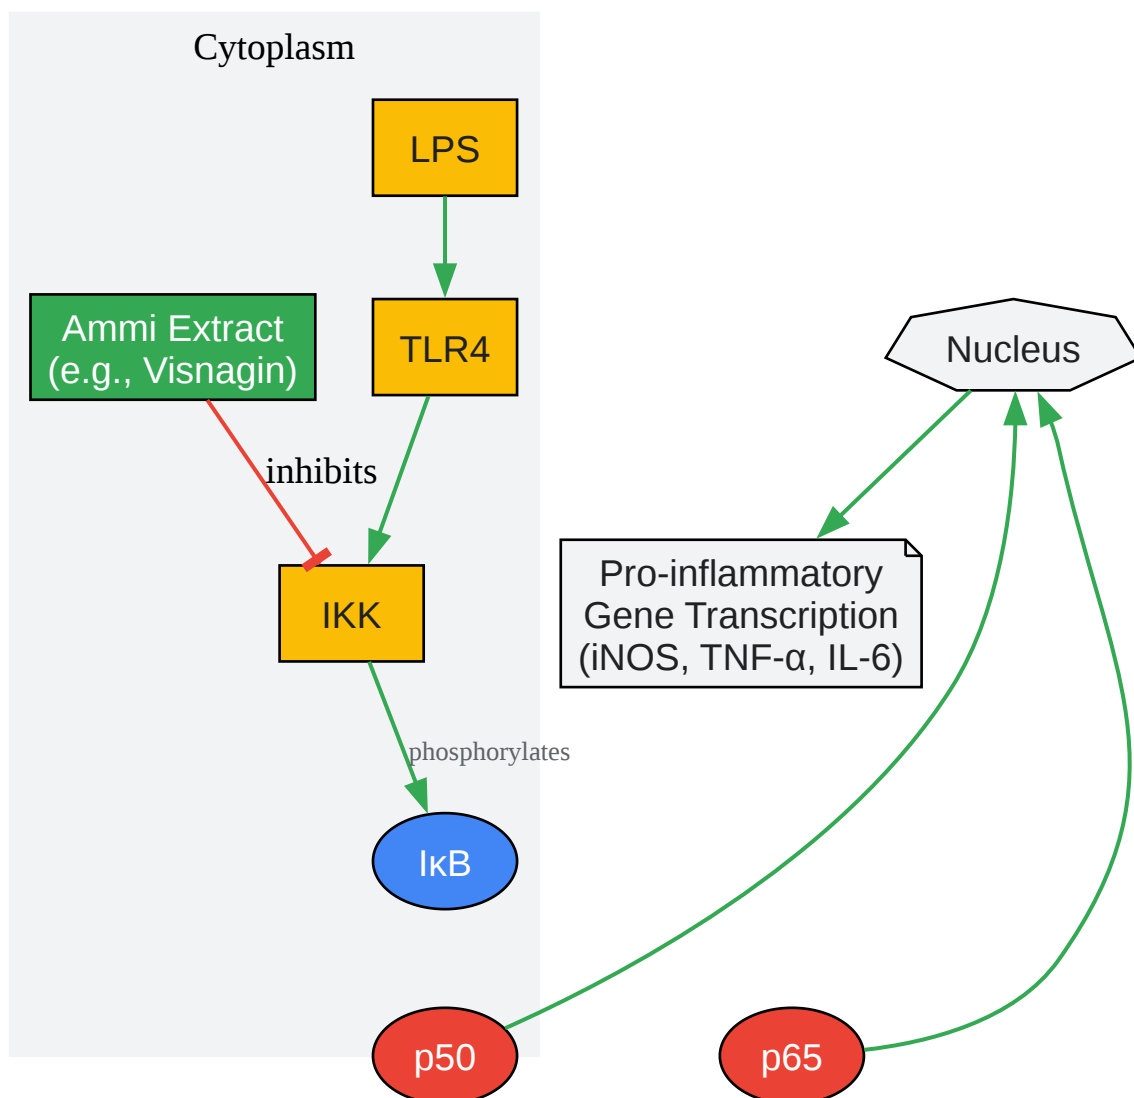 Cytoplasm
LPS
Ammi Extract
(e.g., Visnagin)
TLR4
Nucleus
inhibits
IKK
Pro-inflammatory
Gene Transcription
(iNOS, TNF-α, IL-6)
phosphorylates
IκB
p50
p65